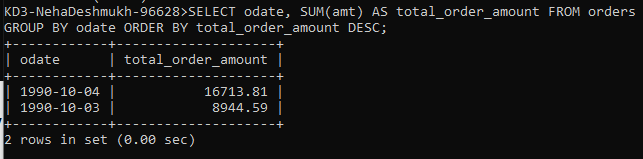 KD3-NehaDeshmukh-96628>SELECT odate, SUM(amt) AS total_order_amount FROM orders
GROUP BY odate ORDER BY total_order_amount DESC;
+------------+--------------------+
| odate      | total_order_amount |
+------------+--------------------+
| 1990-10-04 |           16713.81 |
| 1990-10-03 |            8944.59 |
+------------+--------------------+
2 rows in set (0.00 sec)